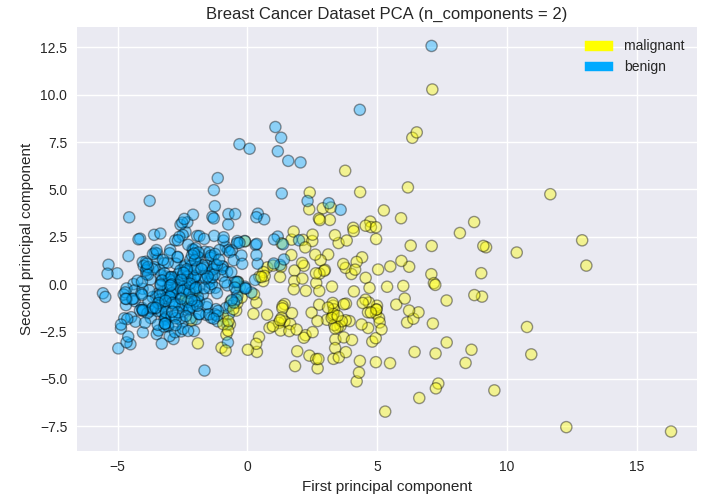 Breast Cancer Dataset PCA (n_components = 2)
malignant
benign
Second principal component
12.5
10.0
7.5
5.0
2.5
0.0
−2.5
−5.0
−7.5
−5
0
5
10
15
First principal component